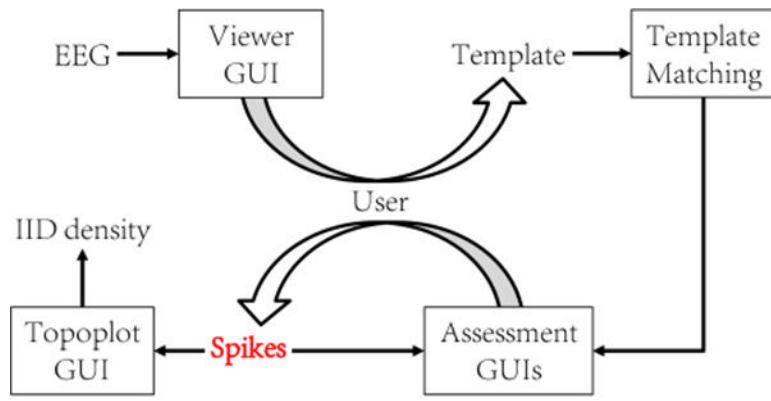 EEG
Viewer
GUI
Template
Template
Matching
User
IID density
Topoplot
GUI
Spikes
Assessment
GUIs